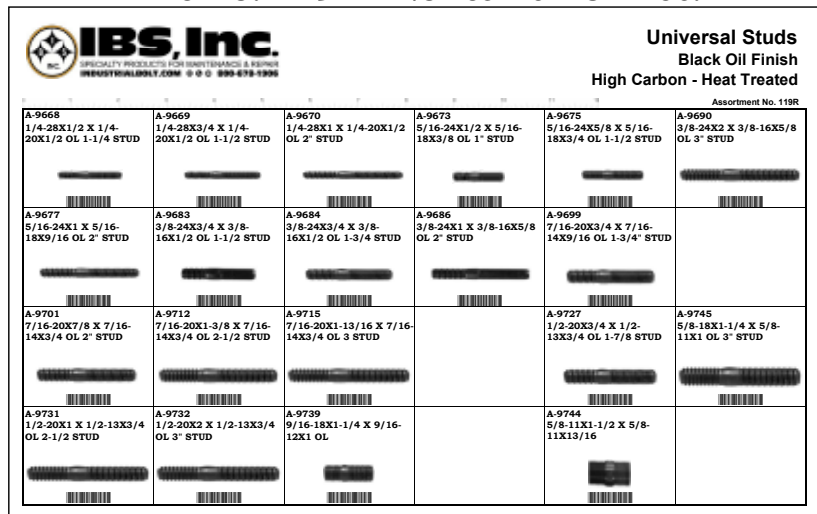 IBS, Inc.
SPECIALTY PRODUCTS FOR MAINTENANCE & REPAIR
INDUSTRIALBOLT.COM 800-678-1996
Universal Studs
Black Oil Finish
High Carbon - Heat Treated
Assortment No. 119R
A-9668
1/4-28X1/2 X 1/4-
20X1/2 OL 1-1/4 STUD
A-9669
1/4-28X3/4 X 1/4-
20X1/2 OL 1-1/2 STUD
A-9670
1/4-28X1 X 1/4-20X1/2
OL 2" STUD
A-9673
5/16-24X1/2 X 5/16-
18X3/8 OL 1" STUD
A-9675
5/16-24X5/8 X 5/16-
18X3/4 OL 1-1/2 STUD
A-9690
3/8-24X2 X 3/8-16X5/8
OL 3" STUD
A-9677
5/16-24X1 X 5/16-
18X9/16 OL 2" STUD
A-9683
3/8-24X3/4 X 3/8-
16X1/2 OL 1-1/2 STUD
A-9684
3/8-24X3/4 X 3/8-
16X1/2 OL 1-3/4 STUD
A-9686
3/8-24X1 X 3/8-16X5/8
OL 2" STUD
A-9699
7/16-20X3/4 X 7/16-
14X9/16 OL 1-3/4" STUD
A-9701
7/16-20X7/8 X 7/16-
14X3/4 OL 2" STUD
A-9712
7/16-20X1-3/8 X 7/16-
14X3/4 OL 2-1/2 STUD
A-9715
7/16-20X1-13/16 X 7/16-
14X3/4 OL 3 STUD
A-9727
1/2-20X3/4 X 1/2-
13X3/4 OL 1-7/8 STUD
A-9745
5/8-18X1-1/4 X 5/8-
11X1 OL 3" STUD
A-9731
1/2-20X1 X 1/2-13X3/4
OL 2-1/2 STUD
A-9732
1/2-20X2 X 1/2-13X3/4
OL 3" STUD
A-9739
9/16-18X1-1/4 X 9/16-
12X1 OL
A-9744
5/8-11X1-1/2 X 5/8-
11X13/16